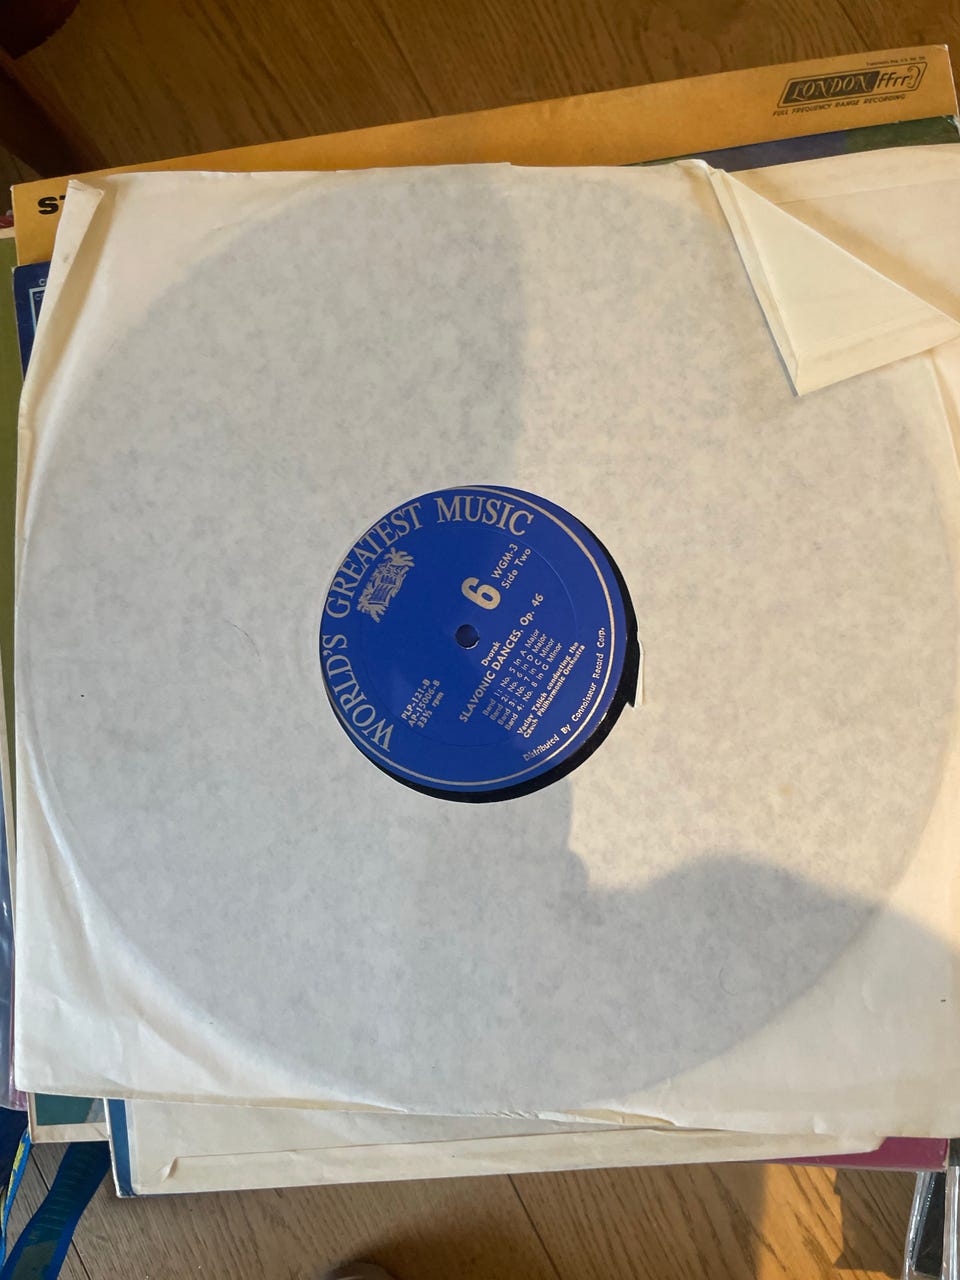 LONDON ffrr
FULL FREQUENCY RANGE RECORDING
ST
WORLD'S GREATEST MUSIC
6
WGM-3
Side Two
PLP-121-B
AP-15006-B
33⅓ rpm
Dvorak
SLAVONIC DANCES, Op. 46
Band 1: No. 5 in A Major
Band 2: No. 6 in D Major
Band 3: No. 7 in C Minor
Band 4: No. 8 in G Minor
Vaclav Talich conducting the
Czech Philharmonic Orchestra
Distributed By Connoisseur Record Corp.